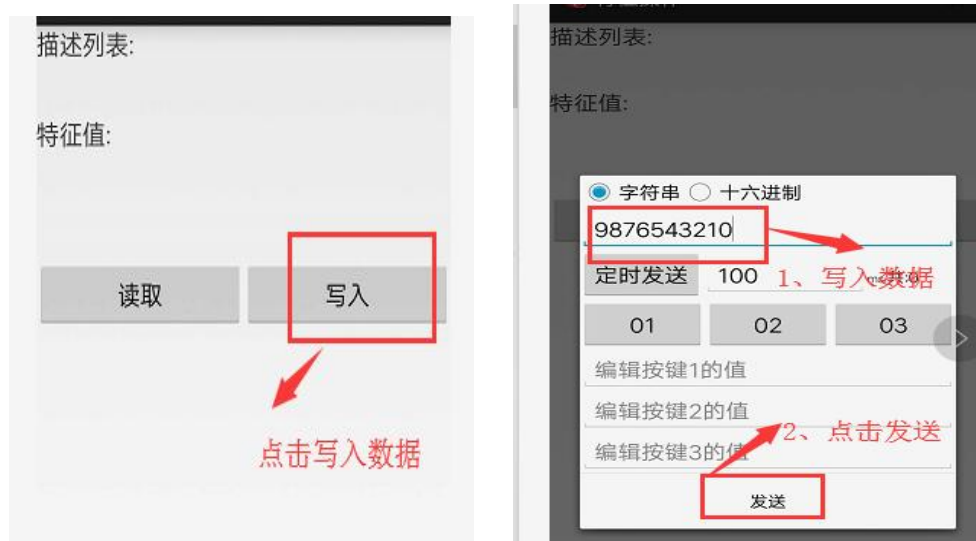 描述列表:
特征值:
读取
写入
点击写入数据
描述列表:
特征值:
字符串
十六进制
9876543210
定时发送
100
1、写入数据
01
02
03
编辑按键1的值
编辑按键2的值
2、点击发送
编辑按键3的值
发送